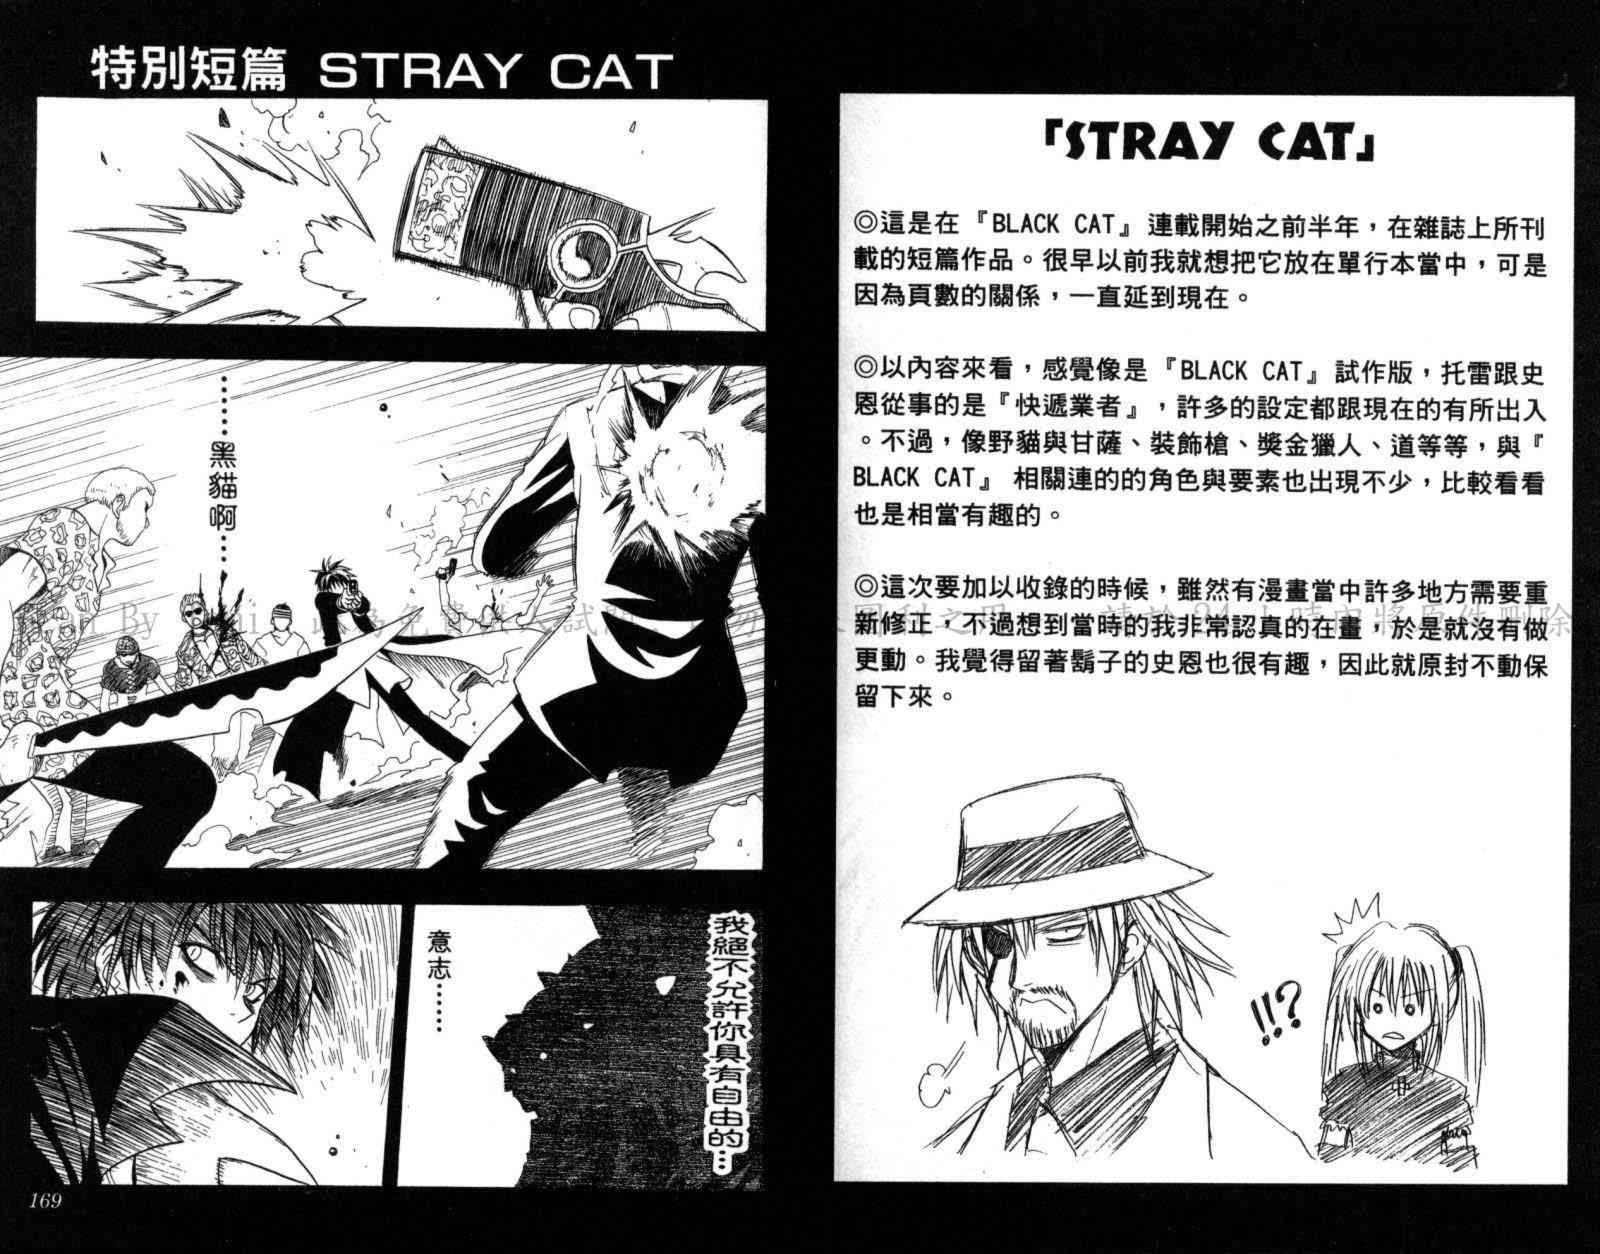 「STRAY CAT」
◎這是在『BLACK CAT』連載開始之前半年，在雜誌上所刊
載的短篇作品。很早以前我就想把它放在單行本當中，可是
因為頁數的關係，一直延到現在。
◎以內容來看，感覺像是『BLACK CAT』試作版，托雷跟史
恩從事的是『快遞業者』，許多的設定都跟現在的有所出入
。不過，像野貓與甘薩、裝飾槍、獎金獵人、道等等，與『
BLACK CAT』 相關連的的角色與要素也出現不少，比較看看
也是相當有趣的。
◎這次要加以收錄的時候，雖然有漫畫當中許多地方需要重
新修正，不過想到當時的我非常認真的在畫，於是就沒有做
更動。我覺得留著鬍子的史恩也很有趣，因此就原封不動保
留下來。
!!?
特別短篇 STRAY CAT
……黑貓啊……
我絕不允許你具有自由的…
意志……
169